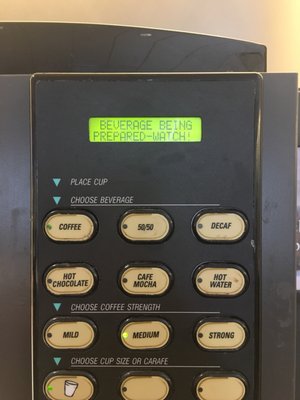 BEVERAGE BEING
PREPARED-WATCH!
PLACE CUP
CHOOSE BEVERAGE
COFFEE 50/50 DECAF
HOT CHOCOLATE CAFE MOCHA HOT WATER
CHOOSE COFFEE STRENGTH
MILD MEDIUM STRONG
CHOOSE CUP SIZE OR CARAFE